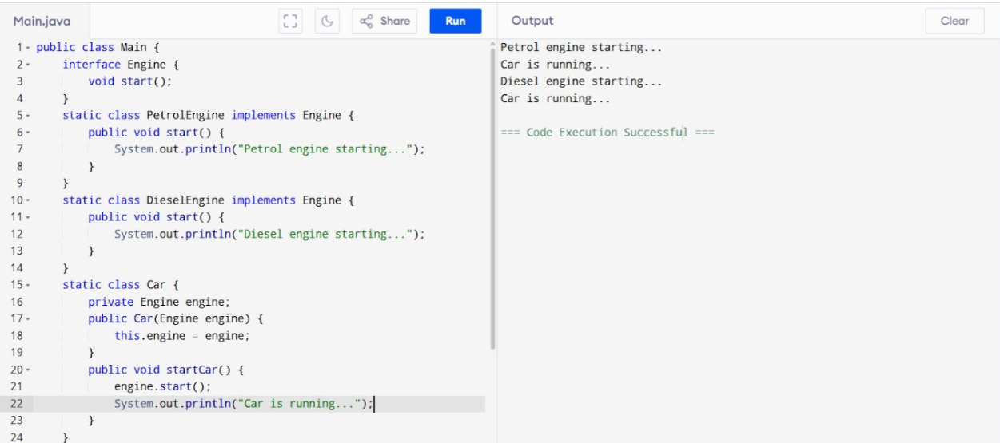 Main.java Share Run Output Clear
1 public class Main {
2     interface Engine {
3         void start();
4     }
5     static class PetrolEngine implements Engine {
6         public void start() {
7             System.out.println("Petrol engine starting...");
8         }
9     }
10     static class DieselEngine implements Engine {
11         public void start() {
12             System.out.println("Diesel engine starting...");
13         }
14     }
15     static class Car {
16         private Engine engine;
17         public Car(Engine engine) {
18             this.engine = engine;
19         }
20         public void startCar() {
21             engine.start();
22             System.out.println("Car is running...");
23         }
24     }
Petrol engine starting...
Car is running...
Diesel engine starting...
Car is running...
=== Code Execution Successful ===